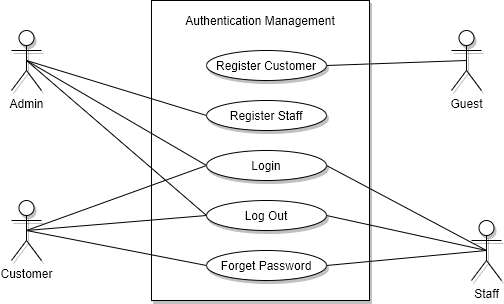 Authentication Management
Register Customer
Admin
Guest
Register Staff
Login
Log Out
Customer
Forget Password
Staff